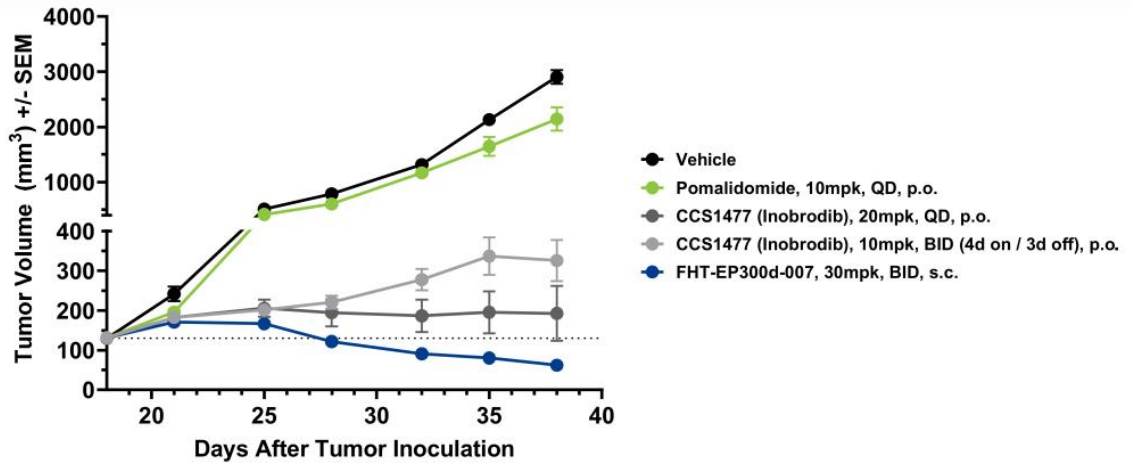 4000
3000
2000
1000
400
300
200
100
0
Tumor Volume (mm³) +/- SEM
20
25
30
35
40
Days After Tumor Inoculation
Vehicle
Pomalidomide, 10mpk, QD, p.o.
CCS1477 (Inobrodib), 20mpk, QD, p.o.
CCS1477 (Inobrodib), 10mpk, BID (4d on / 3d off), p.o.
FHT-EP300d-007, 30mpk, BID, s.c.